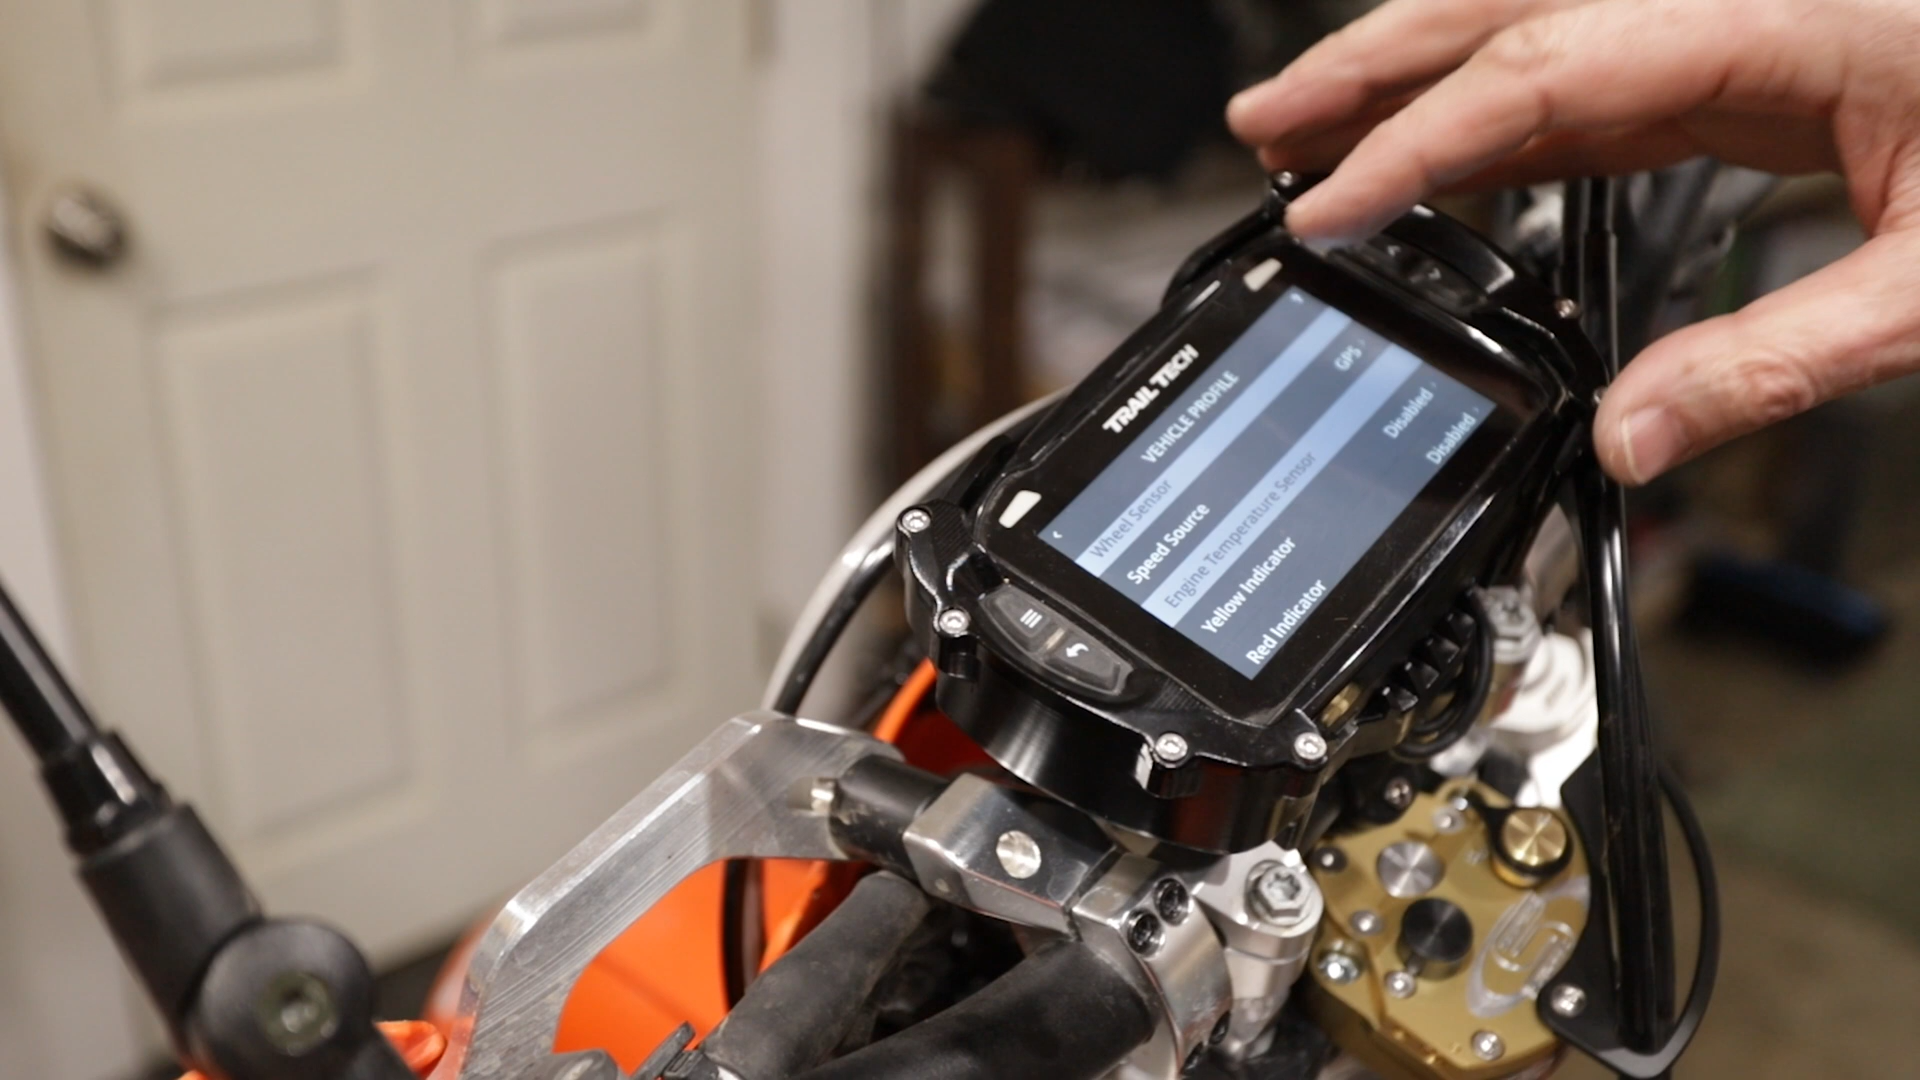 TRAIL TECH
VEHICLE PROFILE
Wheel Sensor
Speed Source GPS
Engine Temperature Sensor
Yellow Indicator Disabled
Red Indicator Disabled